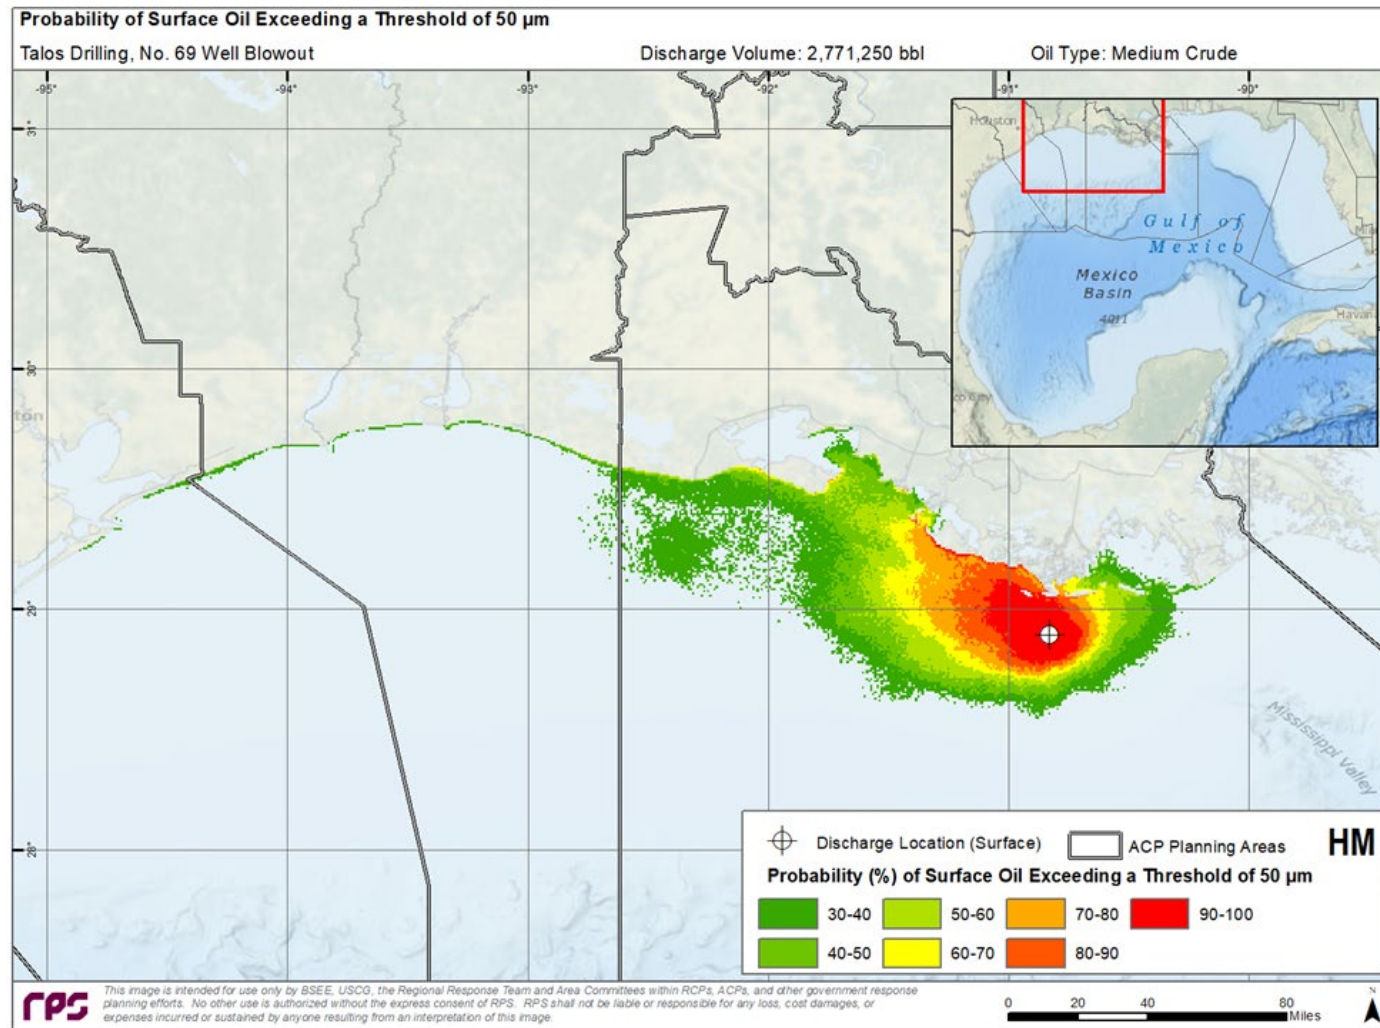 Probability of Surface Oil Exceeding a Threshold of 50 µm
Talos Drilling, No. 69 Well Blowout Discharge Volume: 2,771,250 bbl Oil Type: Medium Crude
-95° -94° -93° -92° -91° -90°
31°
30°
29°
28°
ton
Houston
Gulf of
Mexico
Mexico
Basin
4011
Havan
Mississippi Valley
Discharge Location (Surface) ACP Planning Areas HM
Probability (%) of Surface Oil Exceeding a Threshold of 50 µm
30-40 50-60 70-80 90-100
40-50 60-70 80-90
rps
This image is intended for use only by BSEE, USCG, the Regional Response Team and Area Committees within RCPs, ACPs, and other government response
planning efforts. No other use is authorized without the express consent of RPS. RPS shall not be liable or responsible for any loss, cost damages, or
expenses incurred or sustained by anyone resulting from an interpretation of this image.
0 20 40 80
Miles
N